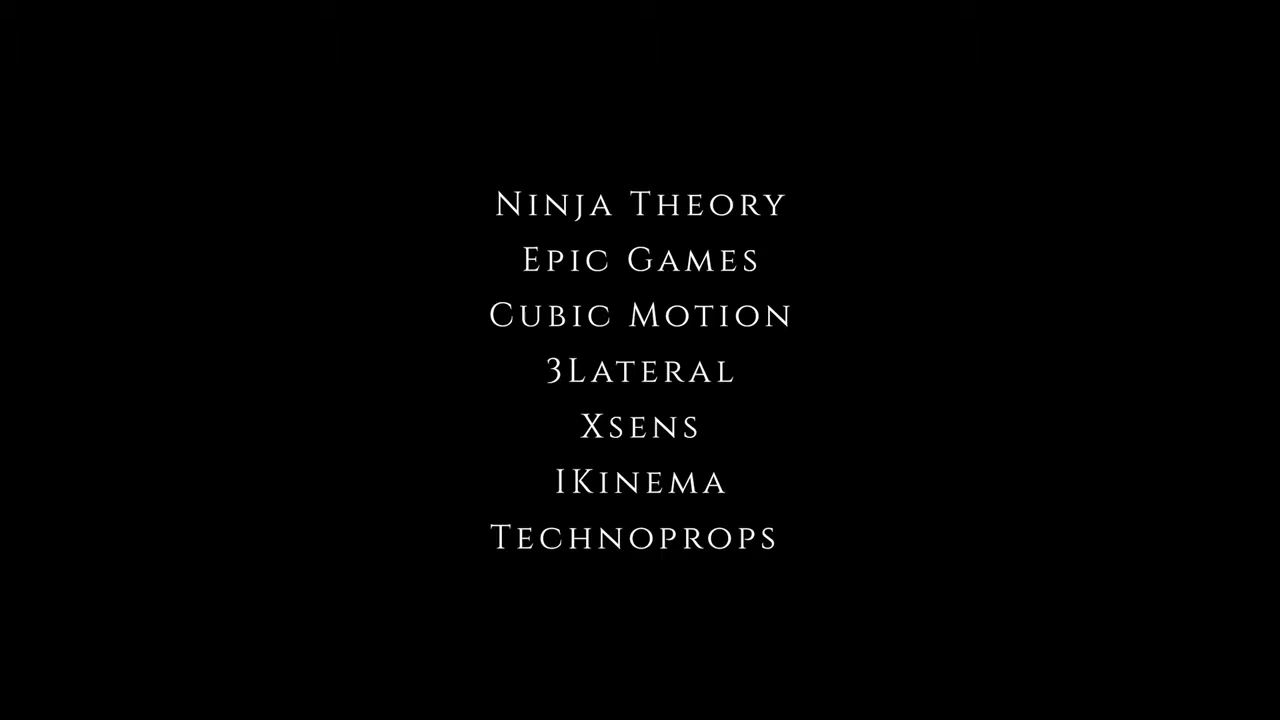 Ninja Theory
Epic Games
Cubic Motion
3Lateral
Xsens
IKinema
Technoprops